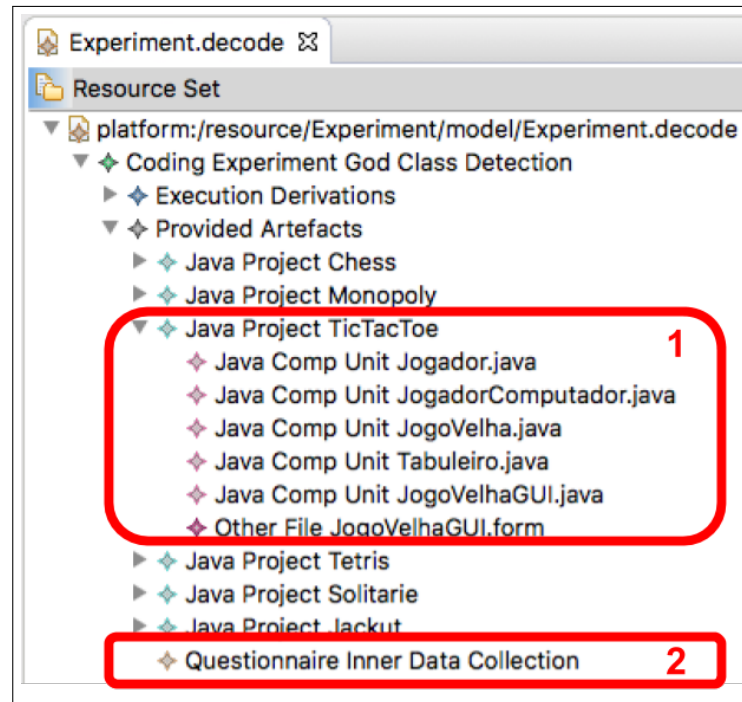 Experiment.decode
Resource Set
platform:/resource/Experiment/model/Experiment.decode
Coding Experiment God Class Detection
Execution Derivations
Provided Artefacts
Java Project Chess
Java Project Monopoly
Java Project TicTacToe 1
Java Comp Unit Jogador.java
Java Comp Unit JogadorComputador.java
Java Comp Unit JogoVelha.java
Java Comp Unit Tabuleiro.java
Java Comp Unit JogoVelhaGUI.java
Other File JogoVelhaGUI.form
Java Project Tetris
Java Project Solitarie
Java Project Jackut
Questionnaire Inner Data Collection 2